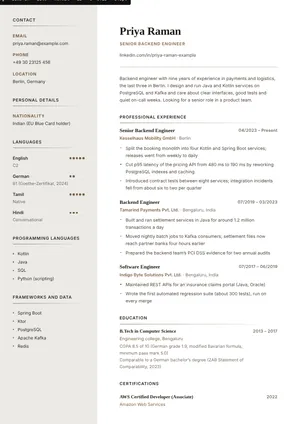 CONTACT
EMAIL
priya.raman@example.com
PHONE
+49 30 23125 456
LOCATION
Berlin, Germany
PERSONAL DETAILS
NATIONALITY
Indian (EU Blue Card holder)
LANGUAGES
English
C2
German
B1 (Goethe-Zertifikat, 2024)
Tamil
Native
Hindi
Conversational
PROGRAMMING LANGUAGES
• Kotlin
• Java
• SQL
• Python (scripting)
FRAMEWORKS AND DATA
• Spring Boot
• Ktor
• PostgreSQL
• Apache Kafka
• Redis
Priya Raman
SENIOR BACKEND ENGINEER
linkedin.com/in/priyaraman-example
Backend engineer with nine years of experience in payments and logistics,
the last three in Berlin. I design and run Java and Kotlin services on
PostgreSQL and Kafka and care about clear interfaces, good tests and
quiet on-call weeks. Looking for a senior role in a product team.
PROFESSIONAL EXPERIENCE
Senior Backend Engineer 04/2023 – Present
Kesselhaus Mobility GmbH · Berlin
• Split the booking monolith into four Kotlin and Spring Boot services;
releases went from weekly to daily
• Cut p95 latency of the pricing API from 480 ms to 190 ms by reworking
PostgreSQL indexes and caching
• Introduced contract tests between eight services; integration incidents
fell from about six to two per quarter
Backend Engineer 07/2019 – 03/2023
Tamarind Payments Pvt. Ltd. · Bengaluru, India
• Built and ran settlement services in Java for around 1.2 million
transactions a day
• Moved nightly batch jobs to Kafka consumers; settlement files now
reach partner banks four hours earlier
• Prepared the backend team's PCI DSS evidence for two annual audits
Software Engineer 07/2017 – 06/2019
Indigo Byte Solutions Pvt. Ltd. · Bengaluru, India
• Maintained REST APIs for an insurance claims portal (Java, Oracle)
• Wrote the first automated regression suite (about 300 tests), run on
every merge
EDUCATION
B.Tech in Computer Science 2013 – 2017
Engineering college, Bengaluru
CGPA 8.1 of 10 (German grade 1.9, modified Bavarian formula,
minimum pass mark 5.0)
Comparable to a German bachelor's degree (ZAB Statement of
Comparability, 2022)
CERTIFICATIONS
AWS Certified Developer (Associate) 2022
Amazon Web Services